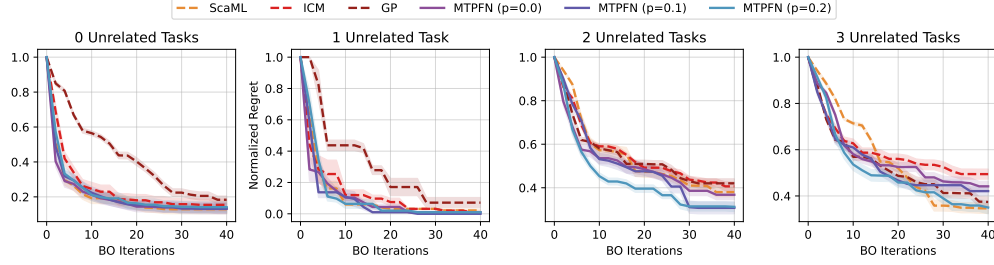 ScaML ICM GP MTPFN (p=0.0) MTPFN (p=0.1) MTPFN (p=0.2)
0 Unrelated Tasks
1.0
0.8
0.6
0.4
0.2
0 10 20 30 40
BO Iterations
1 Unrelated Task
Normalized Regret
1.0
0.8
0.6
0.4
0.2
0.0
0 10 20 30 40
BO Iterations
2 Unrelated Tasks
1.0
0.8
0.6
0.4
0 10 20 30 40
BO Iterations
3 Unrelated Tasks
1.0
0.8
0.6
0.4
0 10 20 30 40
BO Iterations